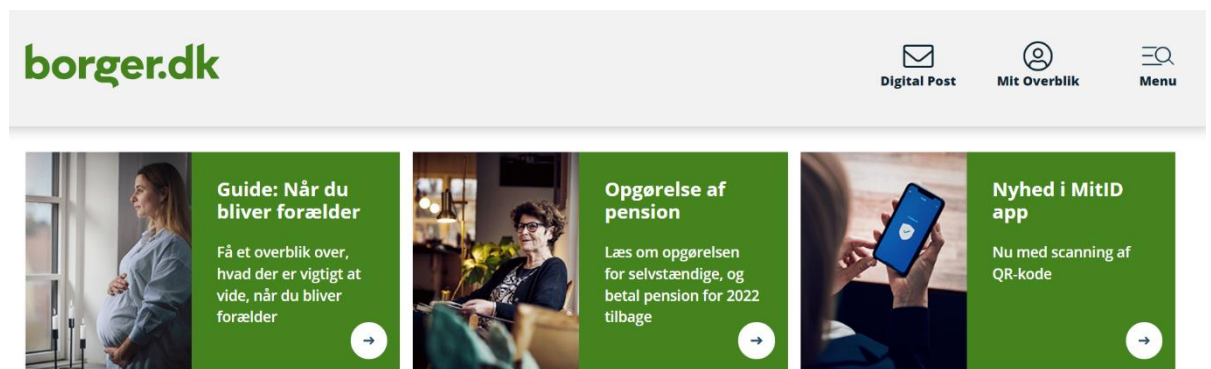 borger.dk
Digital Post
Mit Overblik
Menu
Guide: Når du
bliver forælder
Få et overblik over,
hvad der er vigtigt at
vide, når du bliver
forælder
Opgørelse af
pension
Læs om opgørelsen
for selvstændige, og
betal pension for 2022
tilbage
Nyhed i MitID
app
Nu med scanning af
QR-kode